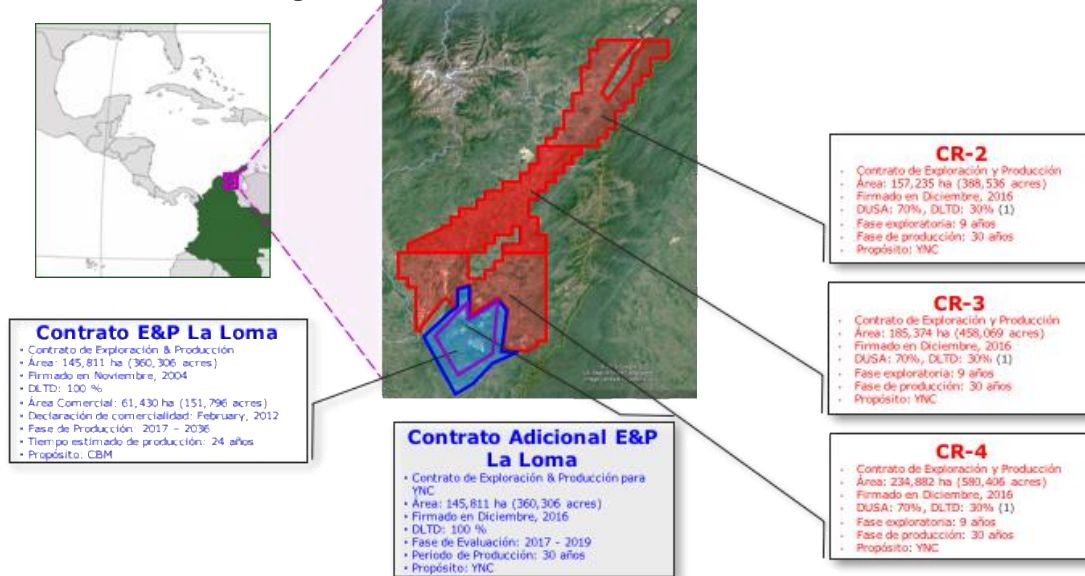 CR-2
- Contrato de Exploración y Producción
- Área: 157,235 ha (388,536 acres)
- Firmado en Diciembre, 2016
- DUSA: 70%, DLTD: 30% (1)
- Fase exploratoria: 9 años
- Fase de producción: 30 años
- Propósito: YNC
CR-3
- Contrato de Exploración y Producción
- Área: 185,374 ha (458,069 acres)
- Firmado en Diciembre, 2016
- DUSA: 70%, DLTD: 30% (1)
- Fase exploratoria: 9 años
- Fase de producción: 30 años
- Propósito: YNC
Contrato E&P La Loma
• Contrato de Exploración & Producción
• Área: 145,811 ha (360,306 acres)
• Firmado en Noviembre, 2004
• DLTD: 100 %
• Área Comercial: 61,430 ha (151,796 acres)
• Declaración de comercialidad: February, 2012
• Fase de Producción: 2017 – 2036
• Tiempo estimado de producción: 24 años
• Propósito: CBM
Contrato Adicional E&P
La Loma
• Contrato de Exploración & Producción para
YNC
• Área: 145,811 ha (360,306 acres)
• Firmado en Diciembre, 2016
• DLTD: 100 %
• Fase de Evaluación: 2017 - 2019
• Periodo de Producción: 30 años
• Propósito: YNC
CR-4
- Contrato de Exploración y Producción
- Área: 234,882 ha (580,406 acres)
- Firmado en Diciembre, 2016
- DUSA: 70%, DLTD: 30% (1)
- Fase exploratoria: 9 años
- Fase de producción: 30 años
- Propósito: YNC